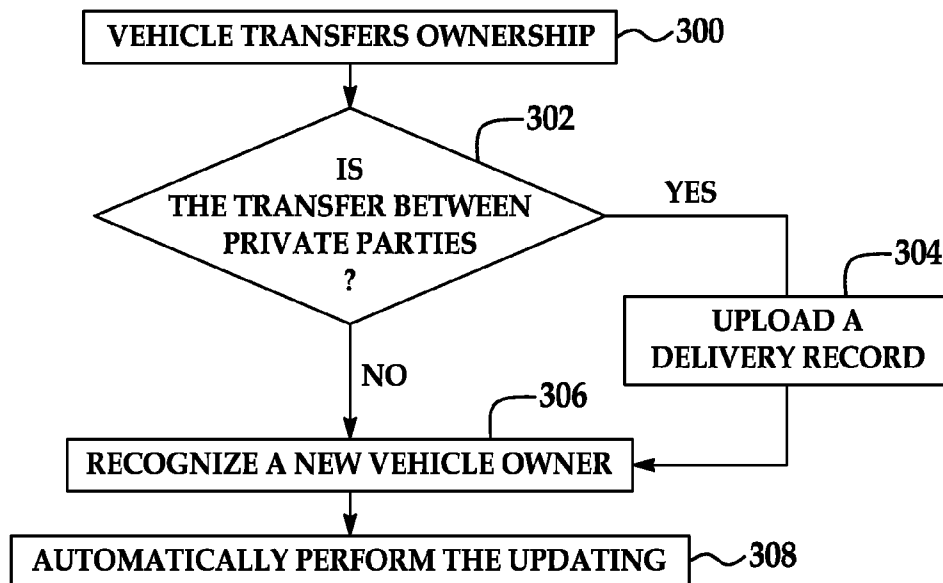 VEHICLE TRANSFERS OWNERSHIP 300
302
IS
THE TRANSFER BETWEEN
PRIVATE PARTIES
?
YES
304
UPLOAD A
DELIVERY RECORD
NO
306
RECOGNIZE A NEW VEHICLE OWNER
AUTOMATICALLY PERFORM THE UPDATING 308